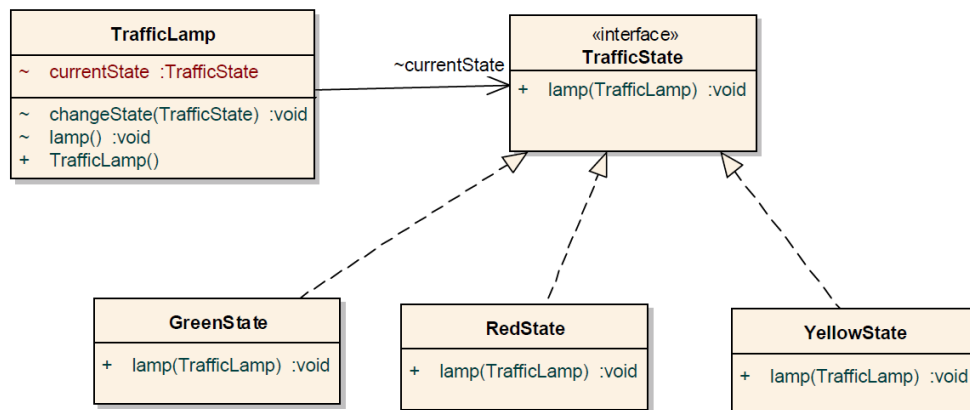 TrafficLamp
~ currentState :TrafficState
~ changeState(TrafficState) :void
~ lamp() :void
+ TrafficLamp()
~currentState
«interface»
TrafficState
+ lamp(TrafficLamp) :void
GreenState
+ lamp(TrafficLamp) :void
RedState
+ lamp(TrafficLamp) :void
YellowState
+ lamp(TrafficLamp) :void